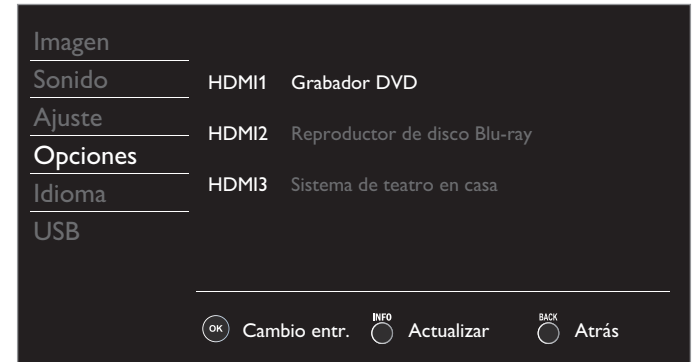 Imagen
Sonido
Ajuste
Opciones
Idioma
USB
HDMI1 Grabador DVD
HDMI2 Reproductor de disco Blu-ray
HDMI3 Sistema de teatro en casa
OK Cambio entr. INFO Actualizar BACK Atrás